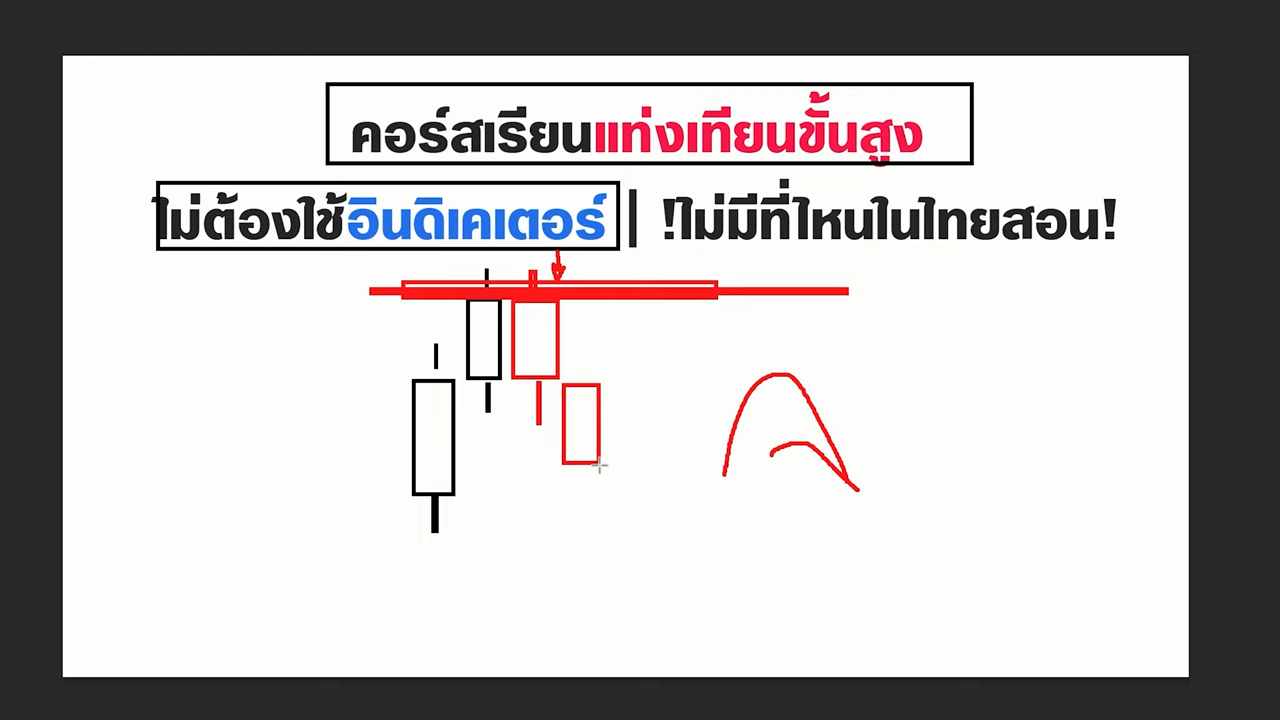 คอร์สเรียนแท่งเทียนขั้นสูง
ไม่ต้องใช้อินดิเคเตอร์ | !ไม่มีที่ไหนในไทยสอน!